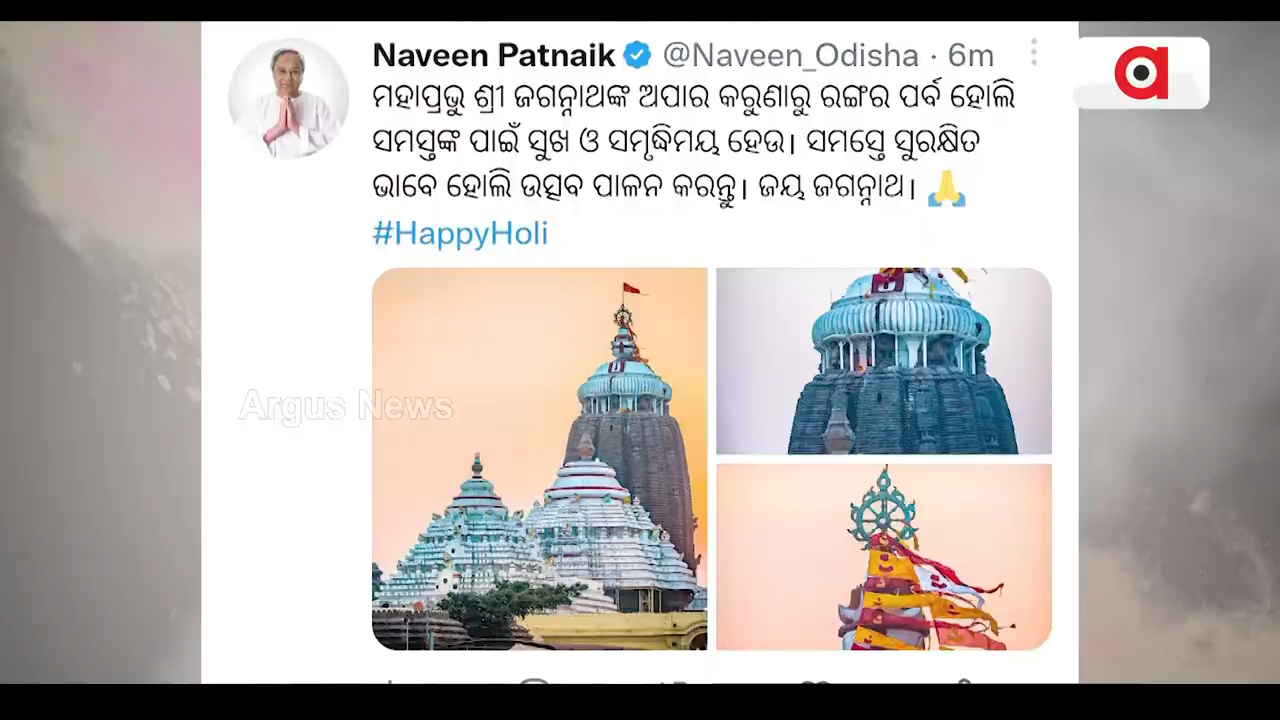 Naveen Patnaik @Naveen_Odisha · 6m
ମହାପ୍ରଭୁ ଶ୍ରୀ ଜଗନ୍ନାଥଙ୍କ ଅପାର କରୁଣାରୁ ରଙ୍ଗର ପର୍ବ ହୋଲି
ସମସ୍ତଙ୍କ ପାଇଁ ସୁଖ ଓ ସମୃଦ୍ଧିମୟ ହେଉ। ସମସ୍ତେ ସୁରକ୍ଷିତ
ଭାବେ ହୋଲି ଉତ୍ସବ ପାଳନ କରନ୍ତୁ। ଜୟ ଜଗନ୍ନାଥ। 🙏
#HappyHoli
Argus News